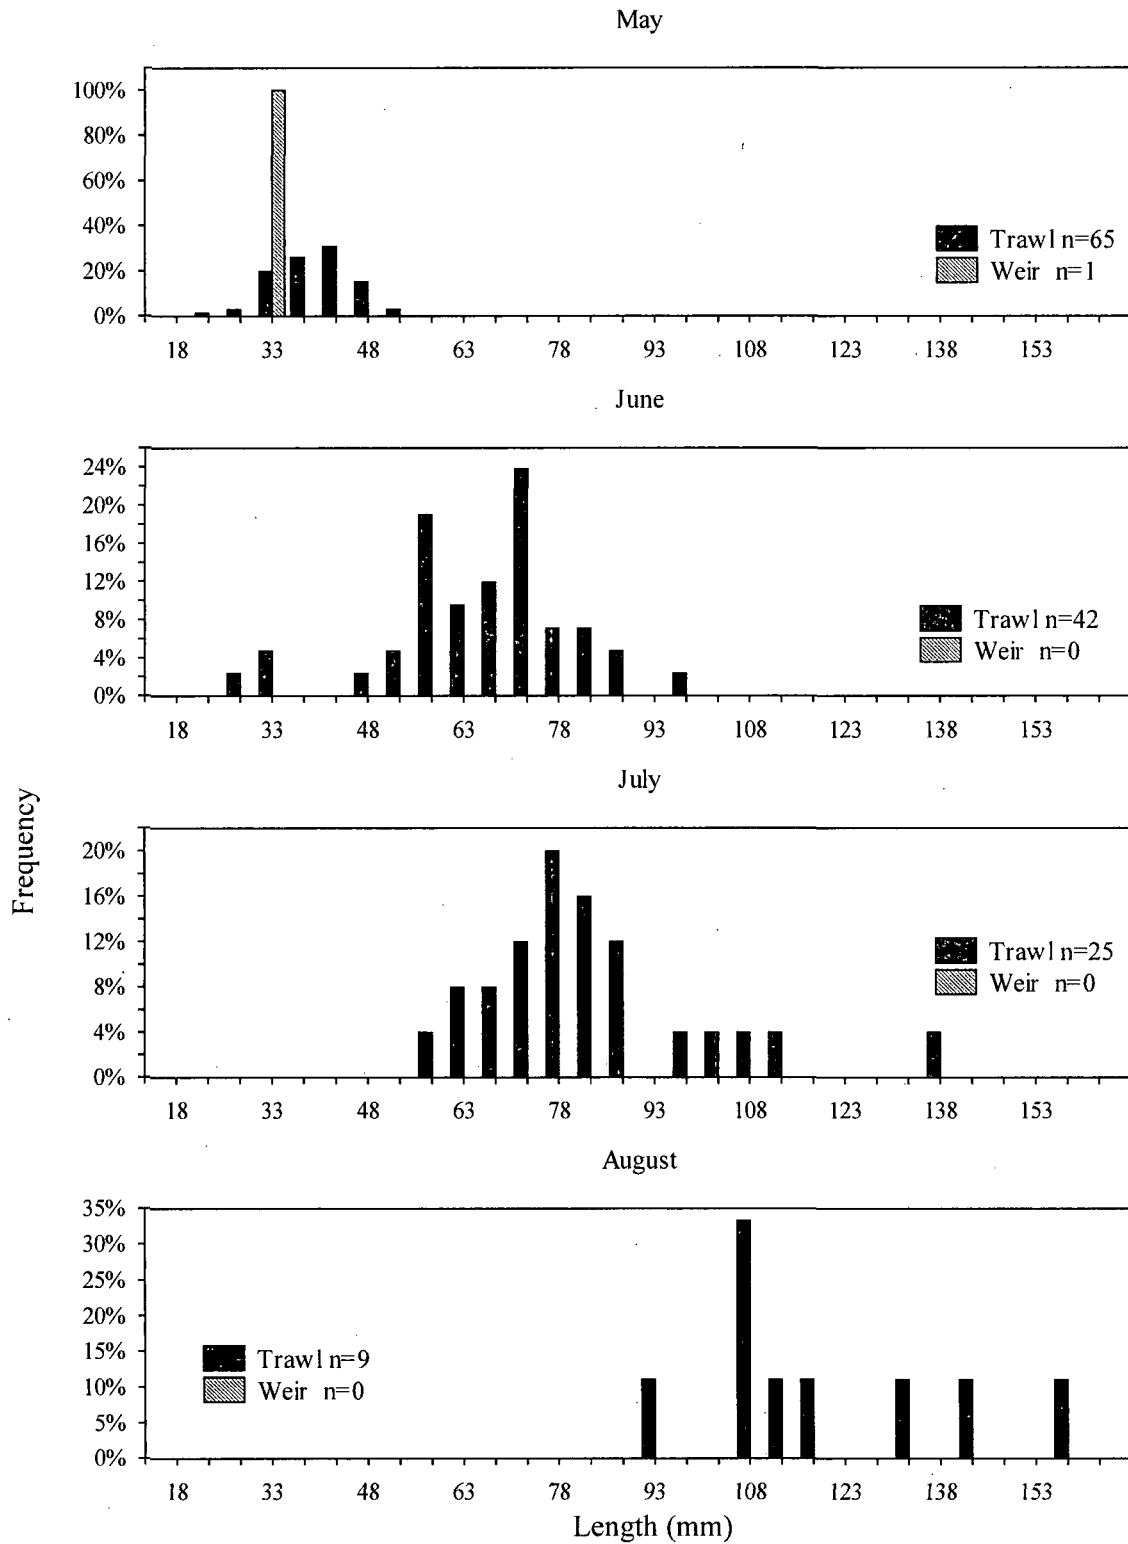 May
100%
80%
60%
40%
20%
0%
Trawl n=65
Weir n=1
18 33 48 63 78 93 108 123 138 153
June
24%
20%
16%
12%
8%
4%
0%
Trawl n=42
Weir n=0
18 33 48 63 78 93 108 123 138 153
July
Frequency
20%
16%
12%
8%
4%
0%
Trawl n=25
Weir n=0
18 33 48 63 78 93 108 123 138 153
August
35%
30%
25%
20%
15%
10%
5%
0%
Trawl n=9
Weir n=0
18 33 48 63 78 93 108 123 138 153
Length (mm)